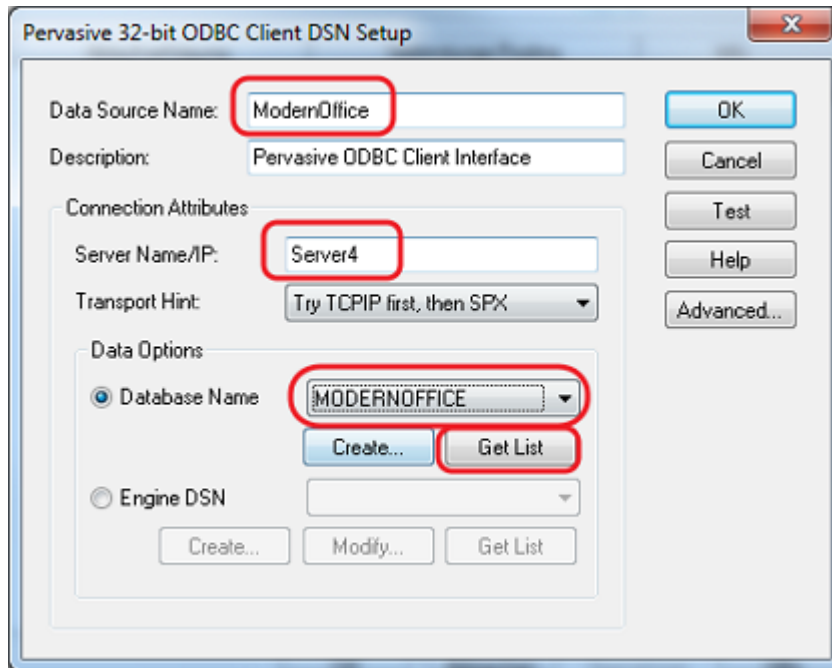 Pervasive 32-bit ODBC Client DSN Setup
Data Source Name: ModernOffice OK
Description: Pervasive ODBC Client Interface Cancel
Connection Attributes Test
Server Name/IP: Server4 Help
Transport Hint: Try TCPIP first, then SPX Advanced...
Data Options
Database Name MODERNOFFICE
Create... Get List
Engine DSN
Create... Modify... Get List